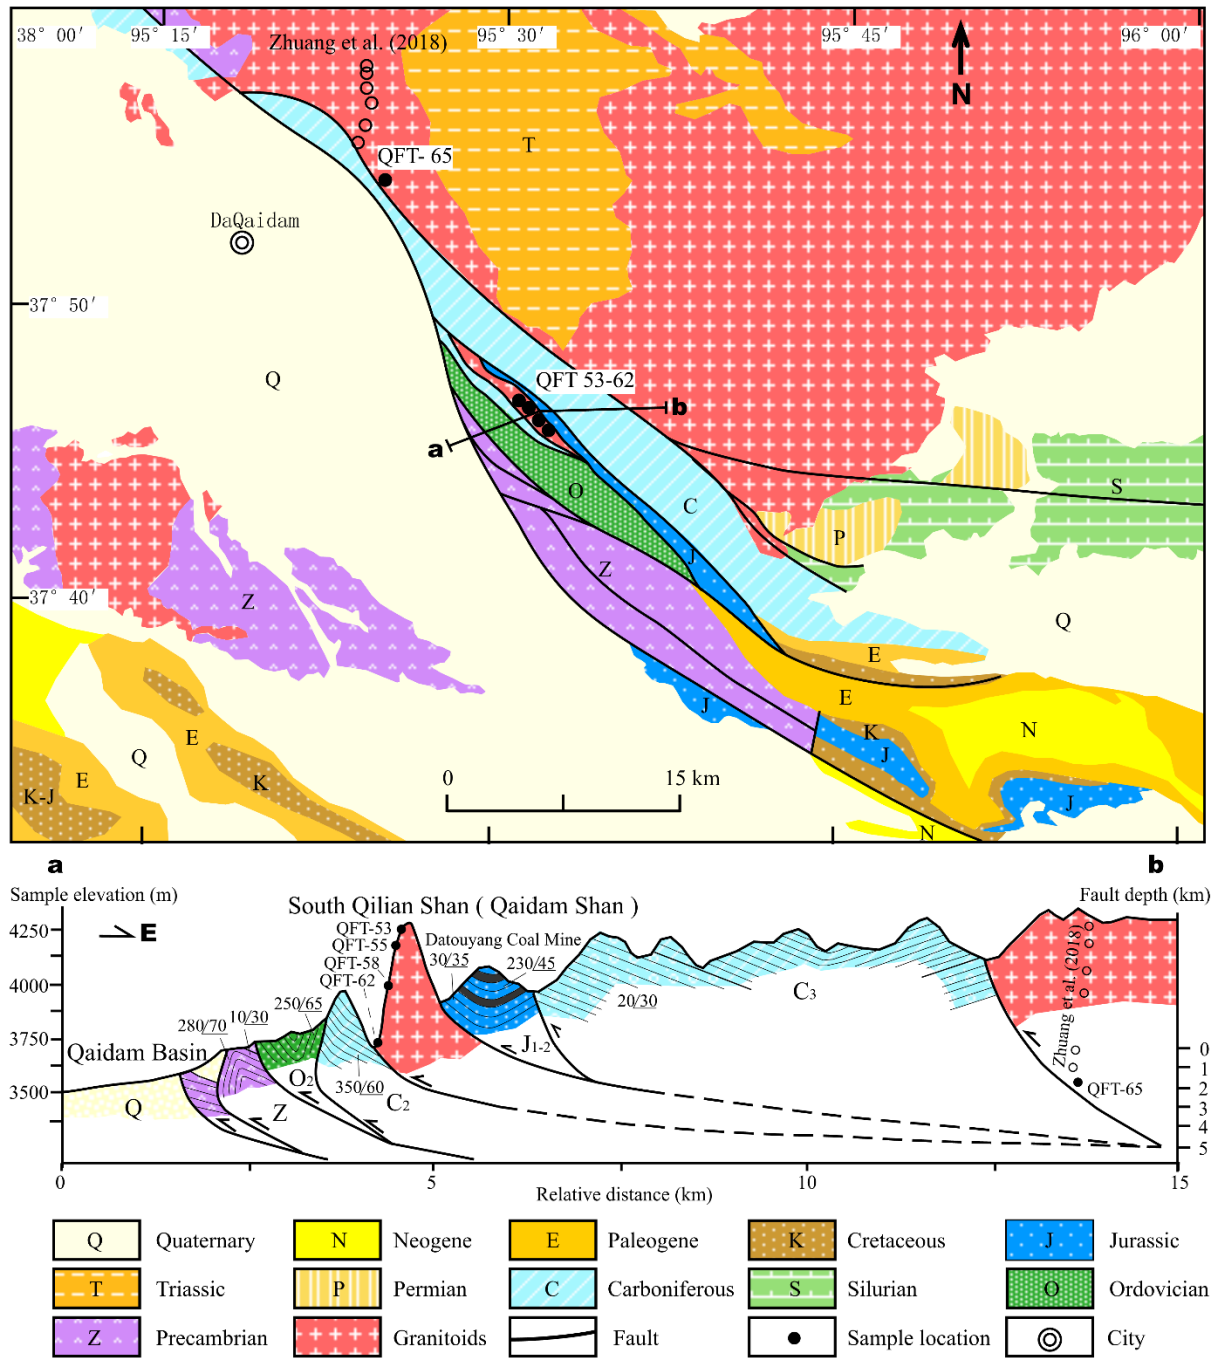 38° 00′
95° 15′
95° 30′
95° 45′
96° 00′
Zhuang et al. (2018)
N
T
QFT- 65
DaQaidam
37° 50′
Q
QFT 53-62
a
b
O
C
S
P
J
Z
37° 40′
Z
Q
E
E
J
K
J
N
E
Q
E
K
K-J
J
N
0
15 km
a
b
Sample elevation (m)
Fault depth (km)
South Qilian Shan ( Qaidam Shan )
4250
E
QFT-53
QFT-55
QFT-58
QFT-62
Datouyang Coal Mine
30/35
230/45
4000
20/30
C3
Zhuang et al. (2018)
250/65
10/30
280/70
3750
Qaidam Basin
J1-2
0
1
2
3
4
5
QFT-65
O2
350/60
C2
3500
Q
Z
0
5
10
15
Relative distance (km)
Q Quaternary
N Neogene
E Paleogene
K Cretaceous
J Jurassic
T Triassic
P Permian
C Carboniferous
S Silurian
O Ordovician
Z Precambrian
Granitoids
Fault
Sample location
City